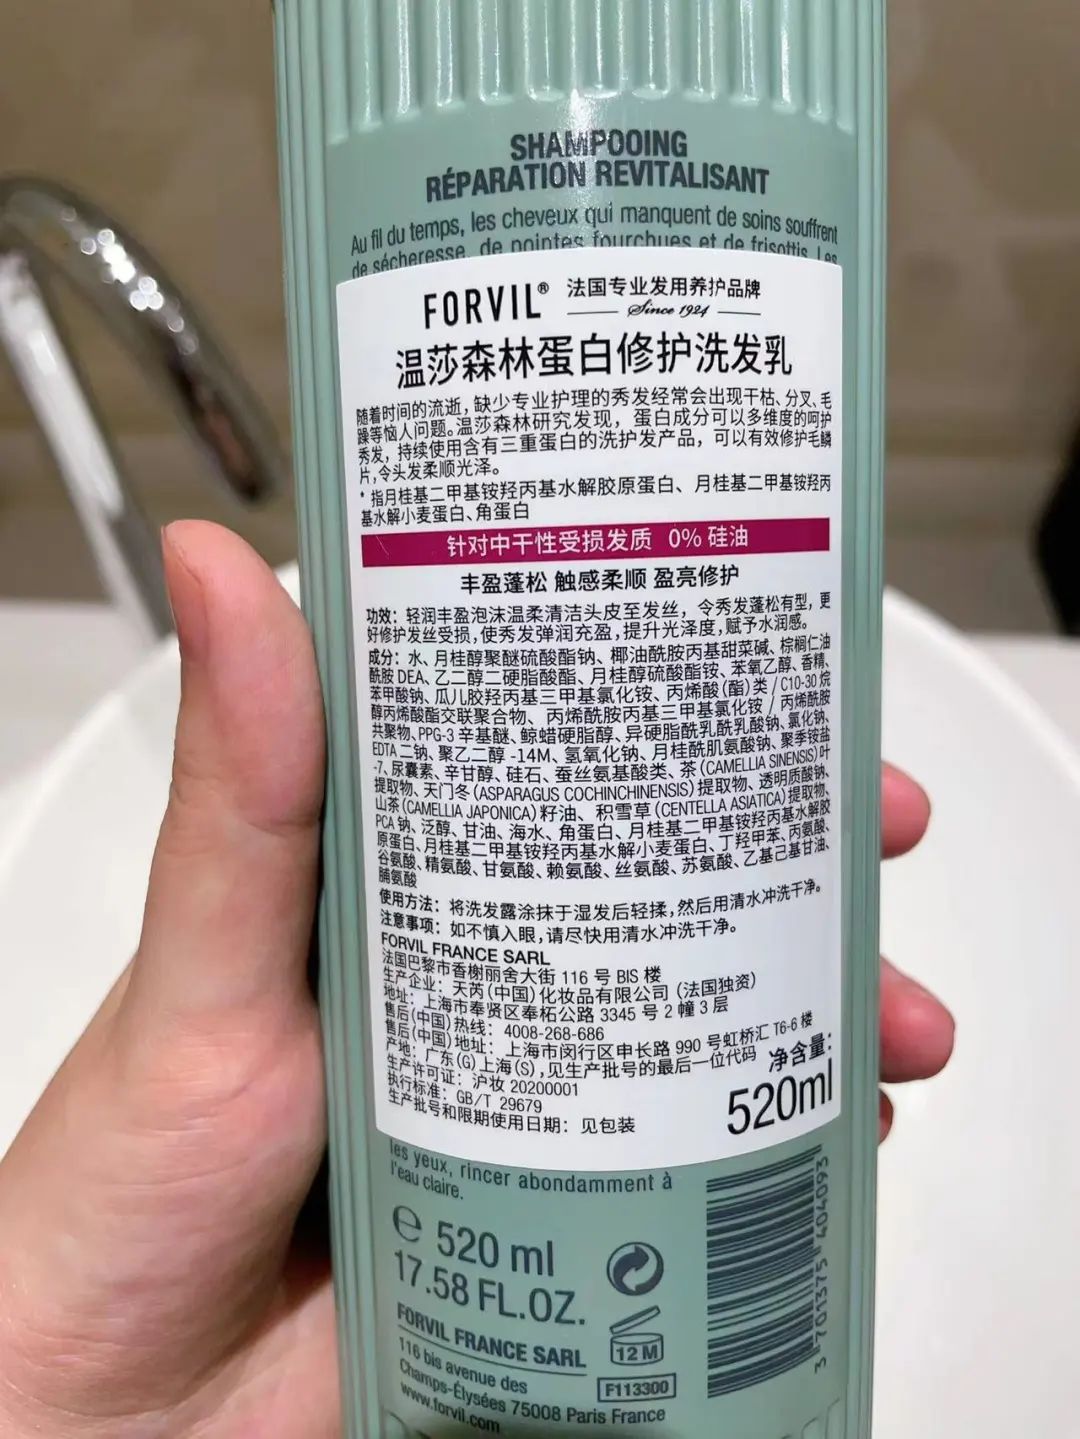 SHAMPOOING
RÉPARATION REVITALISANT
Au fil du temps, les cheveux qui manquent de soins souffrent
de sécheresse, de pointes fourchues et de frisottis. Les
FORVIL® 法国专业发用养护品牌
Since 1924
温莎森林蛋白修护洗发乳
随着时间的流逝，缺少专业护理的秀发经常会出现干枯、分叉、毛
躁等恼人问题。温莎森林研究发现，蛋白成分可以多维度的呵护
秀发，持续使用含有三重蛋白的洗护发产品，可以有效修护毛鳞
片，令头发柔顺光泽。
* 指月桂基二甲基铵羟丙基水解胶原蛋白、月桂基二甲基铵羟丙
基水解小麦蛋白、角蛋白
针对中干性受损发质 0% 硅油
丰盈蓬松 触感柔顺 盈亮修护
功效：轻润丰盈泡沫温柔清洁头皮至发丝，令秀发蓬松有型，更
好修护发丝受损，使秀发弹润充盈，提升光泽度，赋予水润感。
成分：水、月桂醇聚醚硫酸酯钠、椰油酰胺丙基甜菜碱、棕榈仁油
酰胺 DEA、乙二醇二硬脂酸酯、月桂醇硫酸酯铵、苯氧乙醇、香精、
苯甲酸钠、瓜儿胶羟丙基三甲基氯化铵、丙烯酸（酯）类 / C10-30 烷
醇丙烯酸酯交联聚合物、丙烯酰胺丙基三甲基氯化铵 / 丙烯酰胺
共聚物、PPG-3 辛基醚、鲸蜡硬脂醇、异硬脂酰乳酰乳酸钠、氯化钠、
EDTA 二钠、聚乙二醇 -14M、氢氧化钠、月桂酰肌氨酸钠、聚季铵盐
-7、尿囊素、辛甘醇、硅石、蚕丝氨基酸类、茶（CAMELLIA SINENSIS）叶
提取物、天门冬（ASPARAGUS COCHINCHINENSIS）提取物、透明质酸钠、
山茶（CAMELLIA JAPONICA）籽油、积雪草（CENTELLA ASIATICA）提取物、
PCA 钠、泛醇、甘油、海水、角蛋白、月桂基二甲基铵羟丙基水解胶
原蛋白、月桂基二甲基铵羟丙基水解小麦蛋白、丁羟甲苯、丙氨酸、
谷氨酸、精氨酸、甘氨酸、赖氨酸、丝氨酸、苏氨酸、乙基己基甘油、
脯氨酸
使用方法：将洗发露涂抹于湿发后轻揉，然后用清水冲洗干净。
注意事项：如不慎入眼，请尽快用清水冲洗干净。
FORVIL FRANCE SARL
法国巴黎市香榭丽舍大街 116 号 BIS 楼
生产企业：天芮（中国）化妆品有限公司（法国独资）
地址：上海市奉贤区奉柘公路 3345 号 2 幢 3 层
售后（中国）热线：4008-268-686
售后（中国）地址：上海市闵行区申长路 990 号虹桥汇 T6-6 楼
产地：广东(G)上海(S)，见生产批号的最后一位代码
生产许可证：沪妆 20200001
执行标准：GB/T 29679
生产批号和限期使用日期：见包装
净含量：
520ml
les yeux, rincer abondamment à
l'eau claire.
℮ 520 ml
17.58 FL.OZ.
FORVIL FRANCE SARL
116 bis avenue des
Champs-Élysées 75008 Paris France
www.forvil.com
12 M
F113300
3 701375 404093